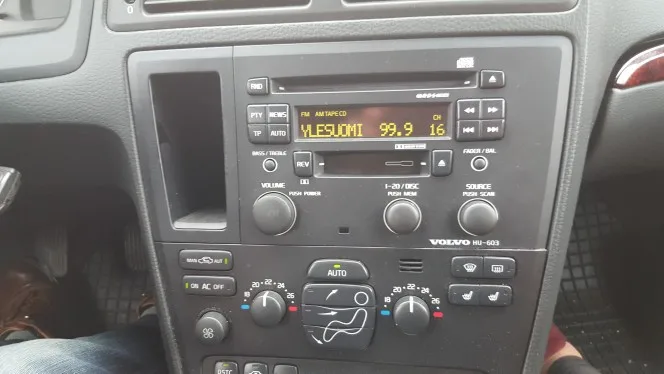 RND
PTY NEWS
TP AUTO
FM AM TAPE CD
CH
YLESUOMI 99.9 16
BASS/TREBLE
REV
FADER/BAL
VOLUME
PUSH POWER
1-20/DISC
PUSH MENU
SOURCE
PUSH SCAN
VOLVO HU-603
AUT
ON AC OFF
AUTO
18 20 22 24 26
18 20 22 24 26
RSTC